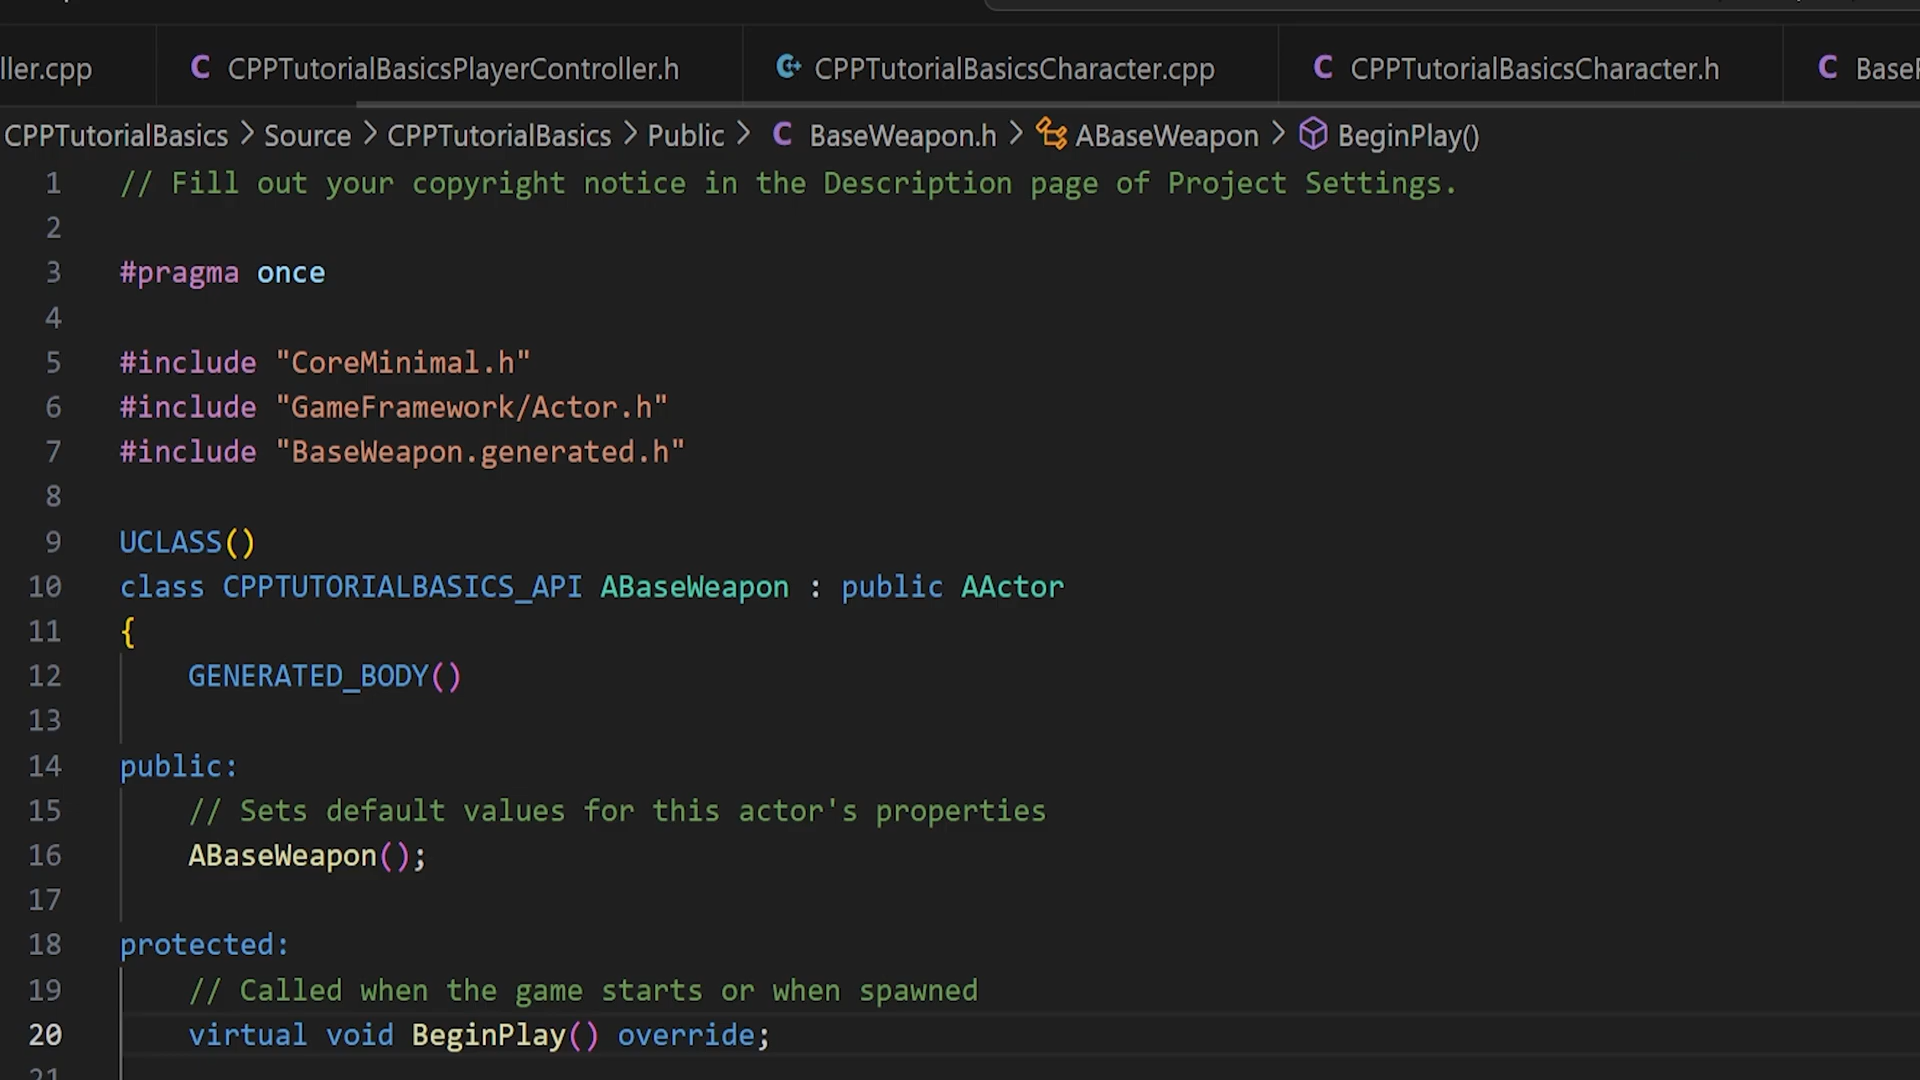 ller.cpp
CPPTutorialBasicsPlayerController.h
CPPTutorialBasicsCharacter.cpp
CPPTutorialBasicsCharacter.h
CPPTutorialBasics > Source > CPPTutorialBasics > Public > BaseWeapon.h > ABaseWeapon > BeginPlay()
1 // Fill out your copyright notice in the Description page of Project Settings.
2
3 #pragma once
4
5 #include "CoreMinimal.h"
6 #include "GameFramework/Actor.h"
7 #include "BaseWeapon.generated.h"
8
9 UCLASS()
10 class CPPTUTORIALBASICS_API ABaseWeapon : public AActor
11 {
12 GENERATED_BODY()
13
14 public:
15 // Sets default values for this actor's properties
16 ABaseWeapon();
17
18 protected:
19 // Called when the game starts or when spawned
20 virtual void BeginPlay() override;
21